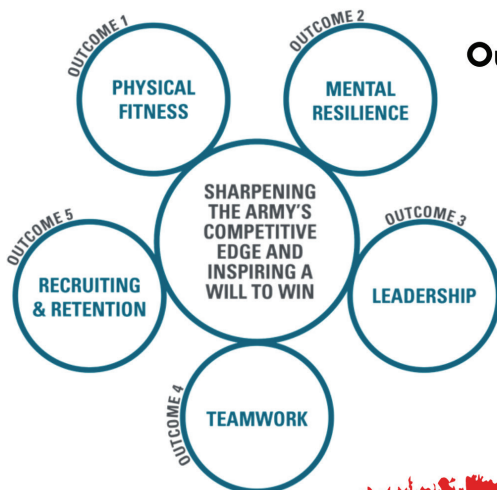 OUTCOME 1
PHYSICAL
FITNESS
OUTCOME 2
MENTAL
RESILIENCE
SHARPENING
THE ARMY'S
COMPETITIVE
EDGE AND
INSPIRING A
WILL TO WIN
OUTCOME 3
LEADERSHIP
OUTCOME 4
TEAMWORK
OUTCOME 5
RECRUITING
& RETENTION